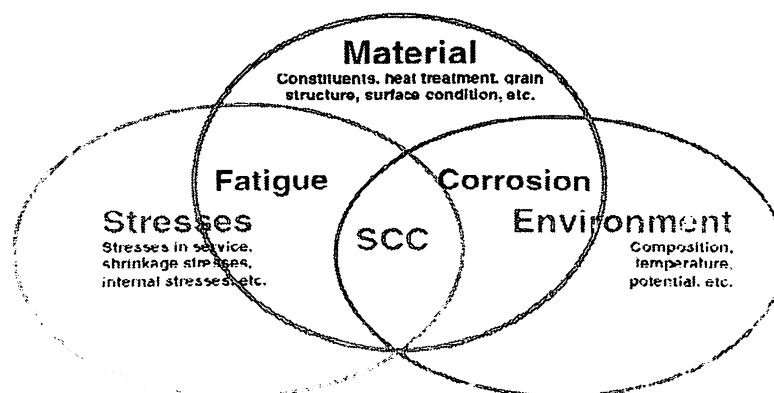 Material
Constituents, heat treatment, grain
structure, surface condition, etc.
Fatigue
Corrosion
Stresses
Stresses in service,
shrinkage stresses,
internal stresses, etc.
SCC
Environment
Composition,
temperature,
potential, etc.